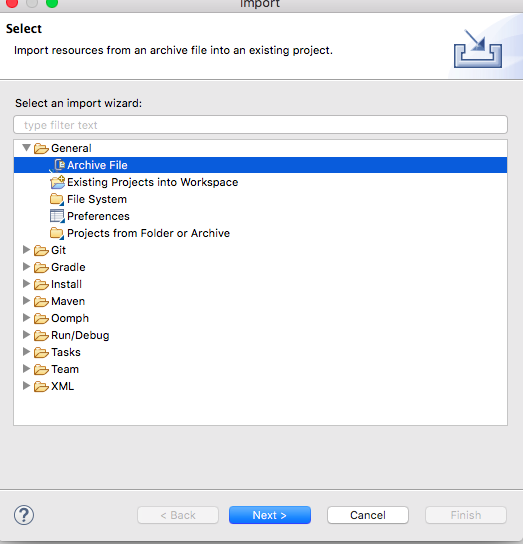 Import
Select
Import resources from an archive file into an existing project.
Select an import wizard:
type filter text
General
Archive File
Existing Projects into Workspace
File System
Preferences
Projects from Folder or Archive
Git
Gradle
Install
Maven
Oomph
Run/Debug
Tasks
Team
XML
?
< Back
Next >
Cancel
Finish